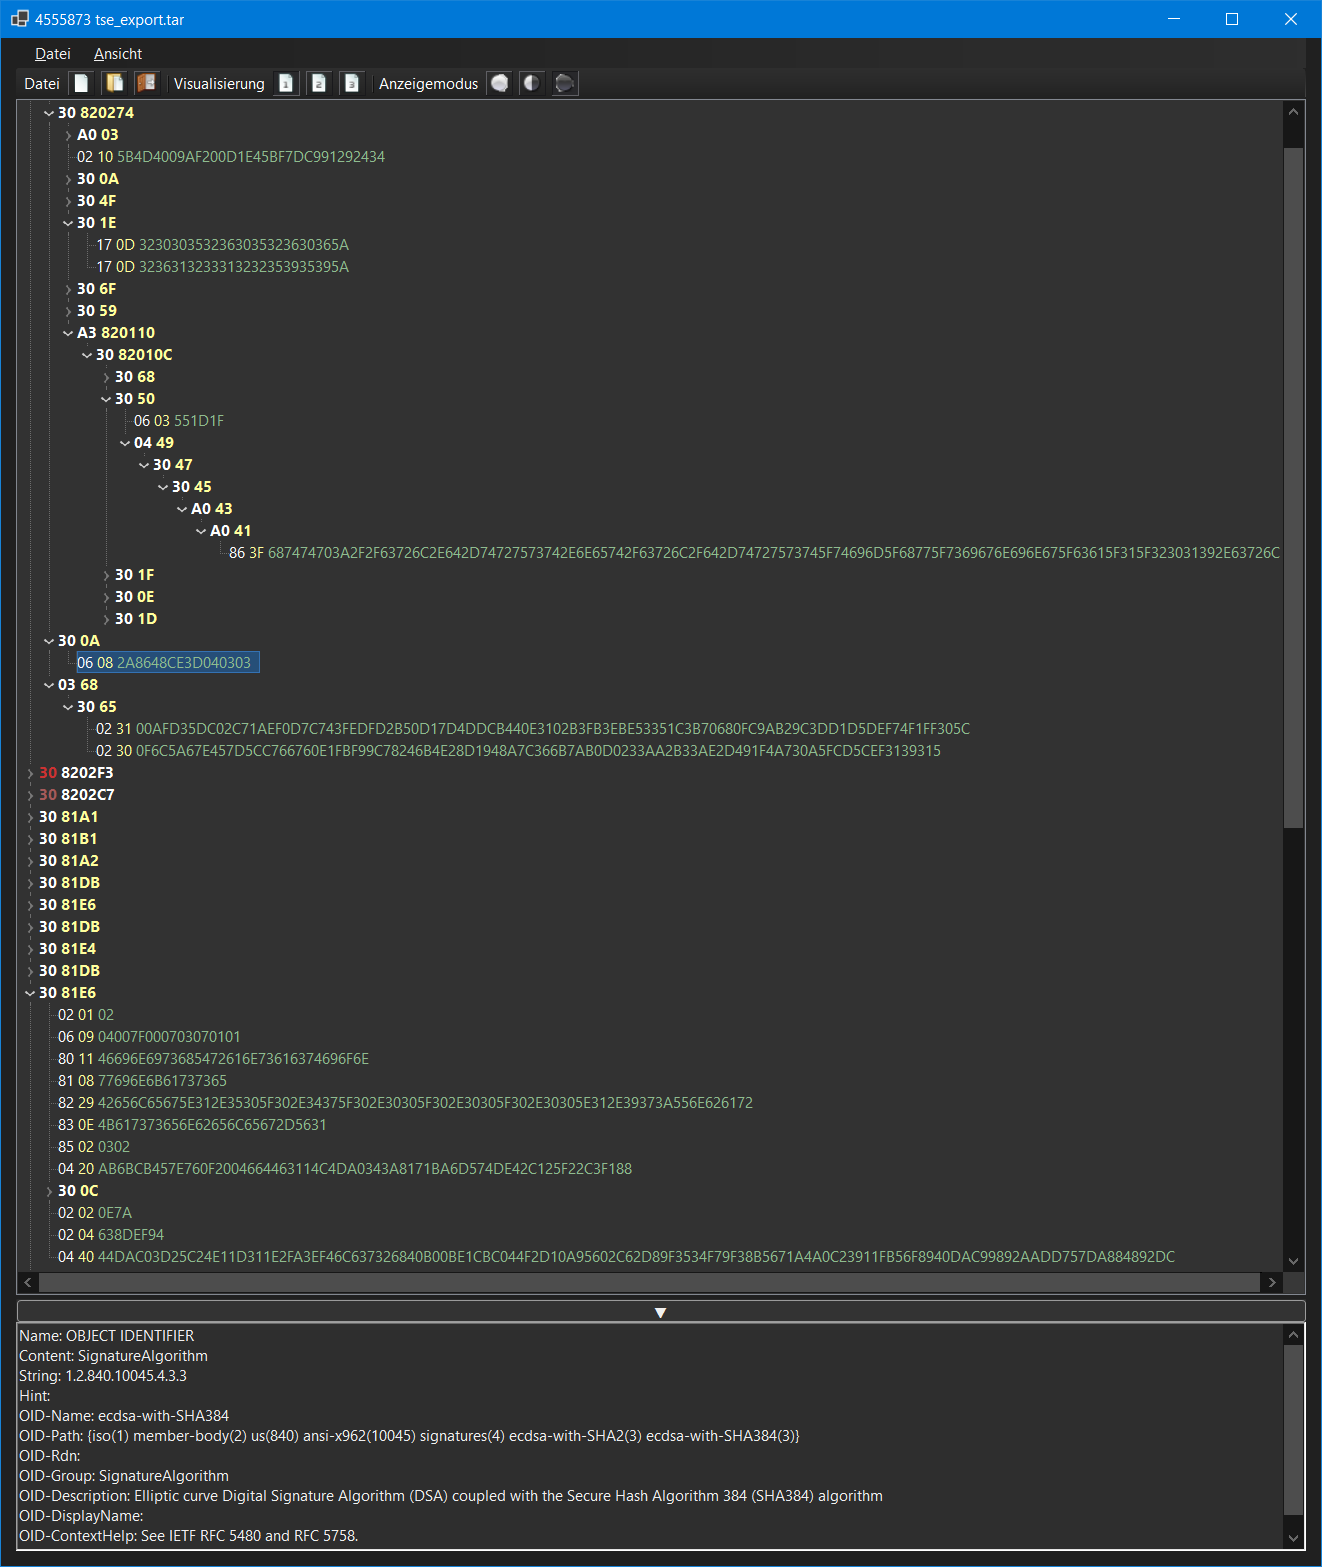 4555873 tse_export.tar
Datei Ansicht
Datei Visualisierung 1 2 3 Anzeigemodus
30 820274
A0 03
02 10 5B4D4009AF200D1E45BF7DC991292434
30 0A
30 4F
30 1E
17 0D 3230303532363035323630365A
17 0D 3236313233313232353935395A
30 6F
30 59
A3 820110
30 82010C
30 68
30 50
06 03 551D1F
04 49
30 47
30 45
A0 43
A0 41
86 3F 687474703A2F2F63726C2E642D74727573742E6E65742F63726C2F642D74727573745F74696D5F68775F7369676E696E675F63615F315F323031392E63726C
30 1F
30 0E
30 1D
30 0A
06 08 2A8648CE3D040303
03 68
30 65
02 31 00AFD35DC02C71AEF0D7C743FEDFD2B50D17D4DDCB440E3102B3FB3EBE53351C3B70680FC9AB29C3DD1D5DEF74F1FF305C
02 30 0F6C5A67E457D5CC766760E1FBF99C78246B4E28D1948A7C366B7AB0D0233AA2B33AE2D491F4A730A5FCD5CEF3139315
30 8202F3
30 8202C7
30 81A1
30 81B1
30 81A2
30 81DB
30 81E6
30 81DB
30 81E4
30 81DB
30 81E6
02 01 02
06 09 04007F000703070101
80 11 46696E6973685472616E73616374696F6E
81 08 77696E6B61737365
82 29 42656C65675E312E35305F302E34375F302E30305F302E30305F302E30305E312E39373A556E626172
83 0E 4B617373656E62656C65672D5631
85 02 0302
04 20 AB6BCB457E760F2004664463114C4DA0343A8171BA6D574DE42C125F22C3F188
30 0C
02 02 0E7A
02 04 638DEF94
04 40 44DAC03D25C24E11D311E2FA3EF46C637326840B00BE1CBC044F2D10A95602C62D89F3534F79F38B5671A4A0C23911FB56F8940DAC99892AADD757DA884892DC
Name: OBJECT IDENTIFIER
Content: SignatureAlgorithm
String: 1.2.840.10045.4.3.3
Hint:
OID-Name: ecdsa-with-SHA384
OID-Path: {iso(1) member-body(2) us(840) ansi-x962(10045) signatures(4) ecdsa-with-SHA2(3) ecdsa-with-SHA384(3)}
OID-Rdn:
OID-Group: SignatureAlgorithm
OID-Description: Elliptic curve Digital Signature Algorithm (DSA) coupled with the Secure Hash Algorithm 384 (SHA384) algorithm
OID-DisplayName:
OID-ContextHelp: See IETF RFC 5480 and RFC 5758.